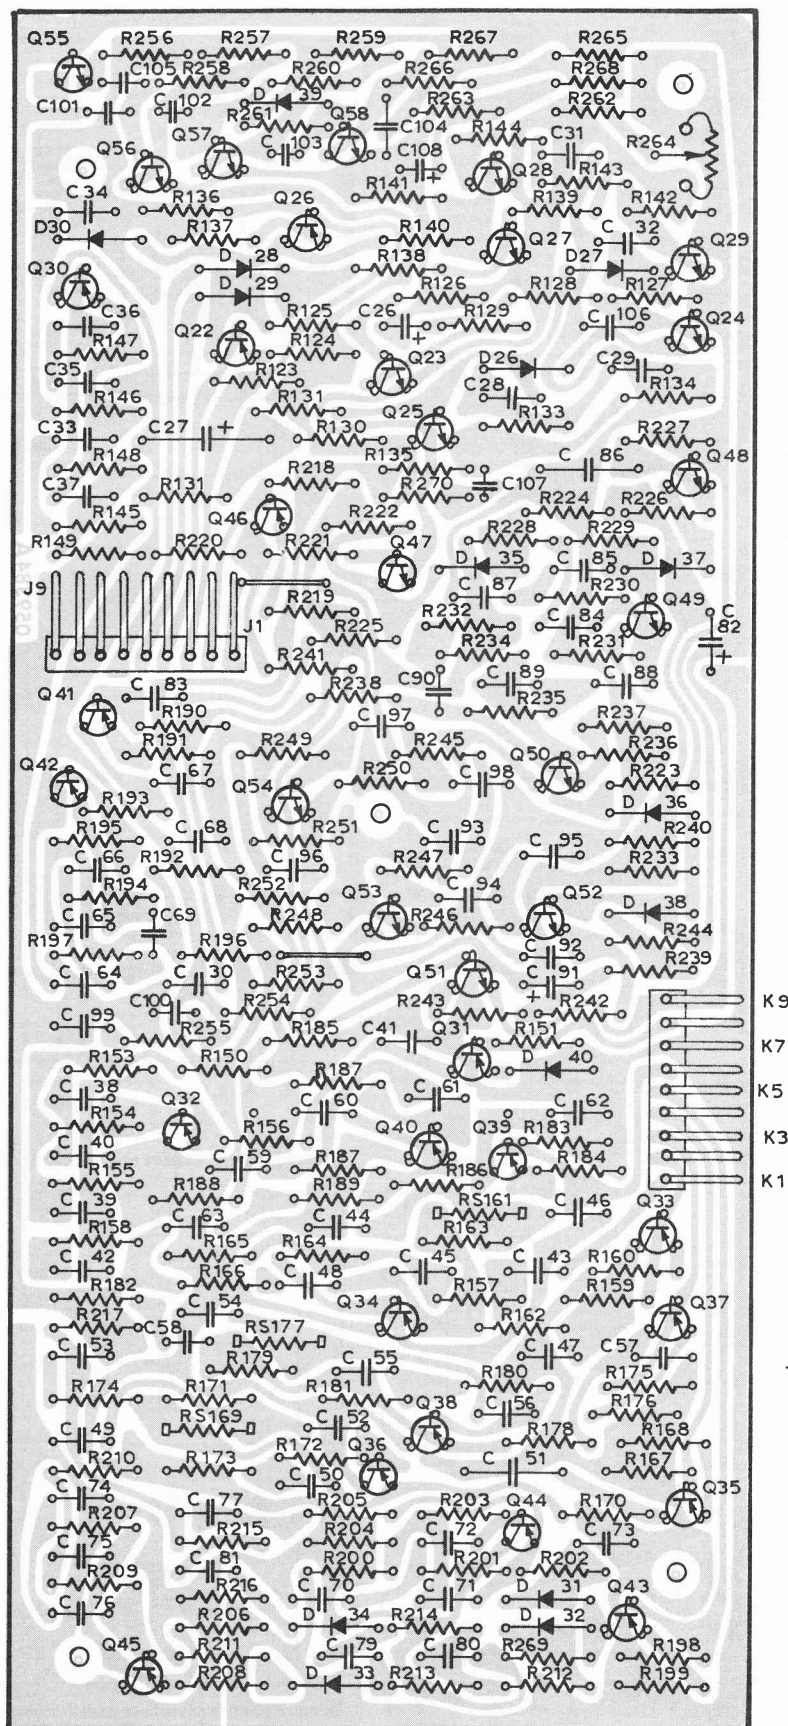 Q55 R256 R257 R259 R267 R265
C105 R258 R260 R266 R268
C101 C102 D39 R263 R262
R261 Q58 C104 R144 C31 R264
Q56 Q57 C103 C108 + Q28 R143
C34 R136 Q26 R141 R139 R142
D30 R137 R140 Q27 C32 Q29
Q30 D28 R138 D27
D29 R126 R128 R127
C36 Q22 R125 C26 + R129 C106 Q24
R147 R124 Q23 D26 C29
C35 R123 C28 R134
R146 R131 Q25 R133
C33 C27 + R130 R227
R148 R218 R135 C86 Q48
C37 R131 R270 C107
R145 Q46 R222 R224 R226
R149 R220 R221 Q47 R228 R229
J9 D35 C85 D37
C87 R230 Q49
R219 R232 C84 C82 +
J1 R225 R234 R231
R241 C90 C89 C88
Q41 C83 R238 R235
R190 C97 R237
R191 R249 R245 R236
Q42 C67 Q54 R250 C98 Q50 R223
R193 D36
R195 C68 R251 C93 R240
C66 R192 C96 R247 C95 R233
R194 R252 C94
C65 C69 R248 Q53 R246 Q52 D38
R244
R197 R196 C92 R239
C64 C30 R253 Q51 C91
C100 R254 R243 + R242 K9
C99 R255 R185 C41 Q31 R151
K7
R153 R150 R187 D40
C38 Q32 C60 C61 C62 K5
R154 R156 Q40 Q39 R183 K3
C40 C59 R187 R184
R155 R188 R189 R186 K1
C39 C63 C44 RS161 C46 Q33
R158 R165 R164 R163
C42 R166 C48 C45 C43 R160
R182 C54 Q34 R157 R159
R217 C58 RS177 R162 Q37
C53 R179 C55 C47 C57
R180 R175
R174 R171 R181 Q38 C56 R176
C49 RS169 C52 R178 R168
R210 R173 R172 Q36 C51 R167
C74 C50 Q35
R207 C77 R205 R203 Q44 R170
C75 R215 R204 C72 C73
R209 C81 R200 R201 R202
C76 R216 C70 C71 D31 Q43
R206 D34 R214 D32
Q45 R211 C79 C80 R269 R198
R208 D33 R213 R212 R199